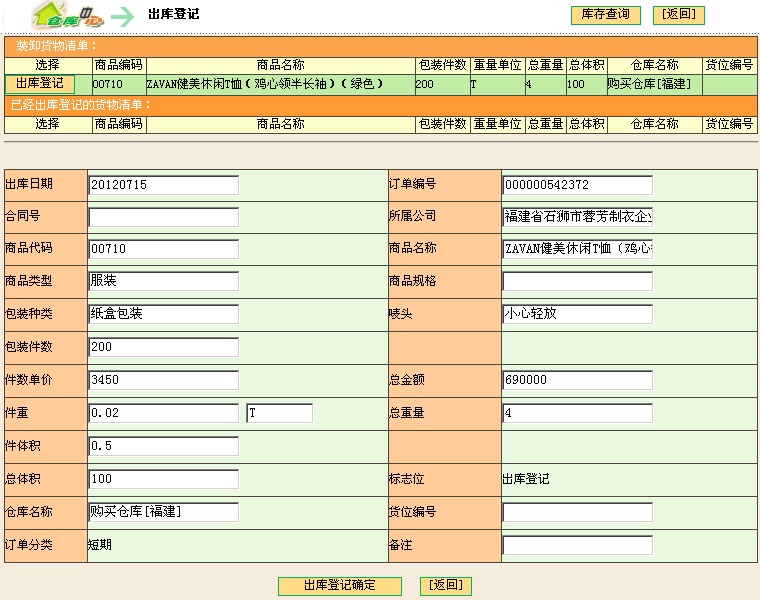 仓库中心 出库登记 库存查询 [返回]
装卸货物清单：
选择 商品编码 商品名称 包装件数 重量单位 总重量 总体积 仓库名称 货位编号
出库登记 00710 ZAVAN健美休闲T恤（鸡心领半长袖）（绿色） 200 T 4 100 购买仓库[福建]
已经出库登记的货物清单：
选择 商品编码 商品名称 包装件数 重量单位 总重量 总体积 仓库名称 货位编号
出库日期 20120715 订单编号 000000542372
合同号 所属公司 福建省石狮市蓉芳制衣企业
商品代码 00710 商品名称 ZAVAN健美休闲T恤（鸡心
商品类型 服装 商品规格
包装种类 纸盒包装 唛头 小心轻放
包装件数 200
件数单价 3450 总金额 690000
件重 0.02 T 总重量 4
件体积 0.5
总体积 100 标志位 出库登记
仓库名称 购买仓库[福建] 货位编号
订单分类 短期 备注
出库登记确定 [返回]